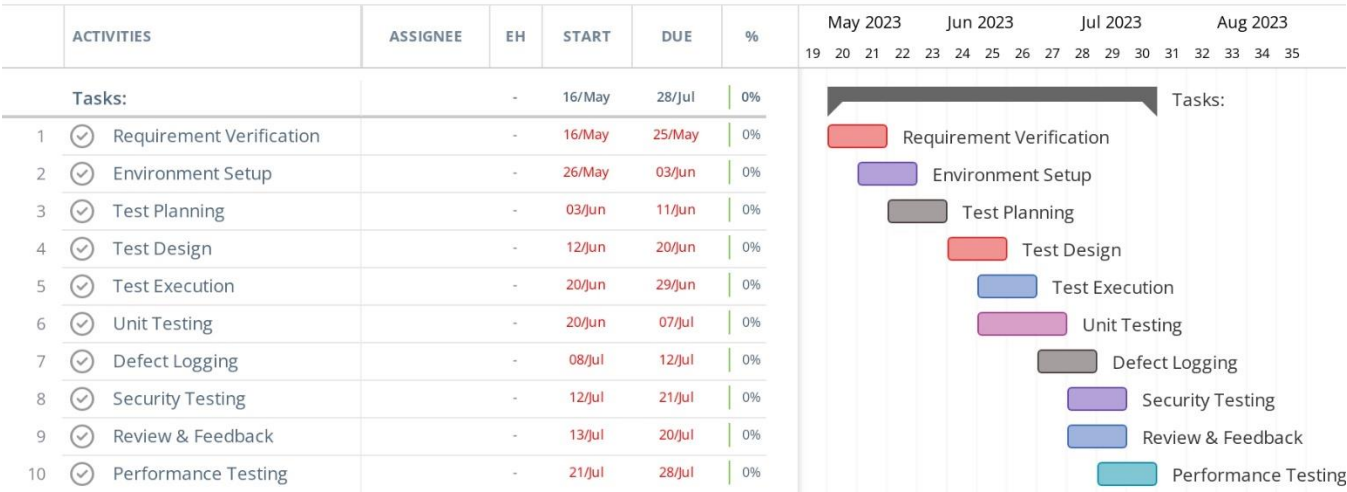 ACTIVITIES ASSIGNEE EH START DUE % May 2023 Jun 2023 Jul 2023 Aug 2023
19 20 21 22 23 24 25 26 27 28 29 30 31 32 33 34 35
Tasks: - 16/May 28/Jul 0% Tasks:
1 Requirement Verification - 16/May 25/May 0% Requirement Verification
2 Environment Setup - 26/May 03/Jun 0% Environment Setup
3 Test Planning - 03/Jun 11/Jun 0% Test Planning
4 Test Design - 12/Jun 20/Jun 0% Test Design
5 Test Execution - 20/Jun 29/Jun 0% Test Execution
6 Unit Testing - 20/Jun 07/Jul 0% Unit Testing
7 Defect Logging - 08/Jul 12/Jul 0% Defect Logging
8 Security Testing - 12/Jul 21/Jul 0% Security Testing
9 Review & Feedback - 13/Jul 20/Jul 0% Review & Feedback
10 Performance Testing - 21/Jul 28/Jul 0% Performance Testing